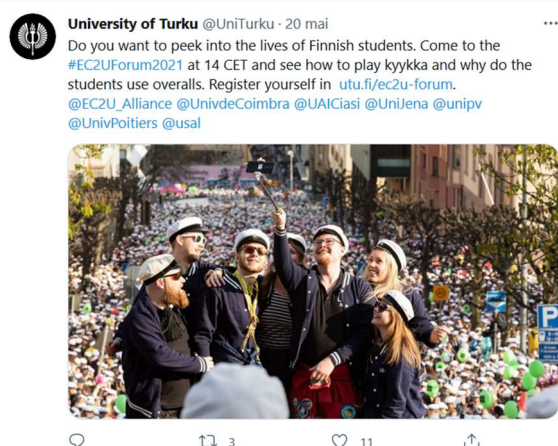 University of Turku @UniTurku · 20 mai
Do you want to peek into the lives of Finnish students. Come to the
#EC2UForum2021 at 14 CET and see how to play kyykka and why do the
students use overalls. Register yourself in utu.fi/ec2u-forum.
@EC2U_Alliance @UnivdeCoimbra @UAICiasi @UniJena @unipv
@UnivPoitiers @usal
P
3
11